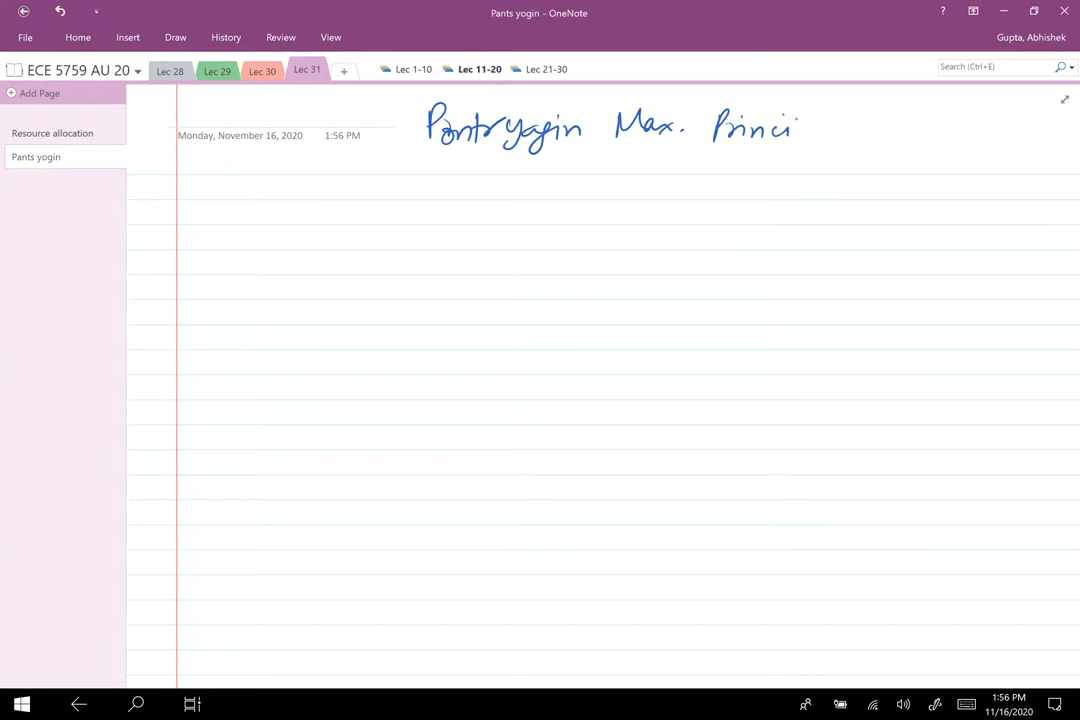 Pants yogin - OneNote
Gupta, Abhishek
File Home Insert Draw History Review View
ECE 5759 AU 20 Lec 28 Lec 29 Lec 30 Lec 31 + Lec 1-10 Lec 11-20 Lec 21-30 Search (Ctrl+E)
Add Page
Resource allocation
Pants yogin
Monday, November 16, 2020 1:56 PM
Pontryagin Max. Princi
1:56 PM
11/16/2020